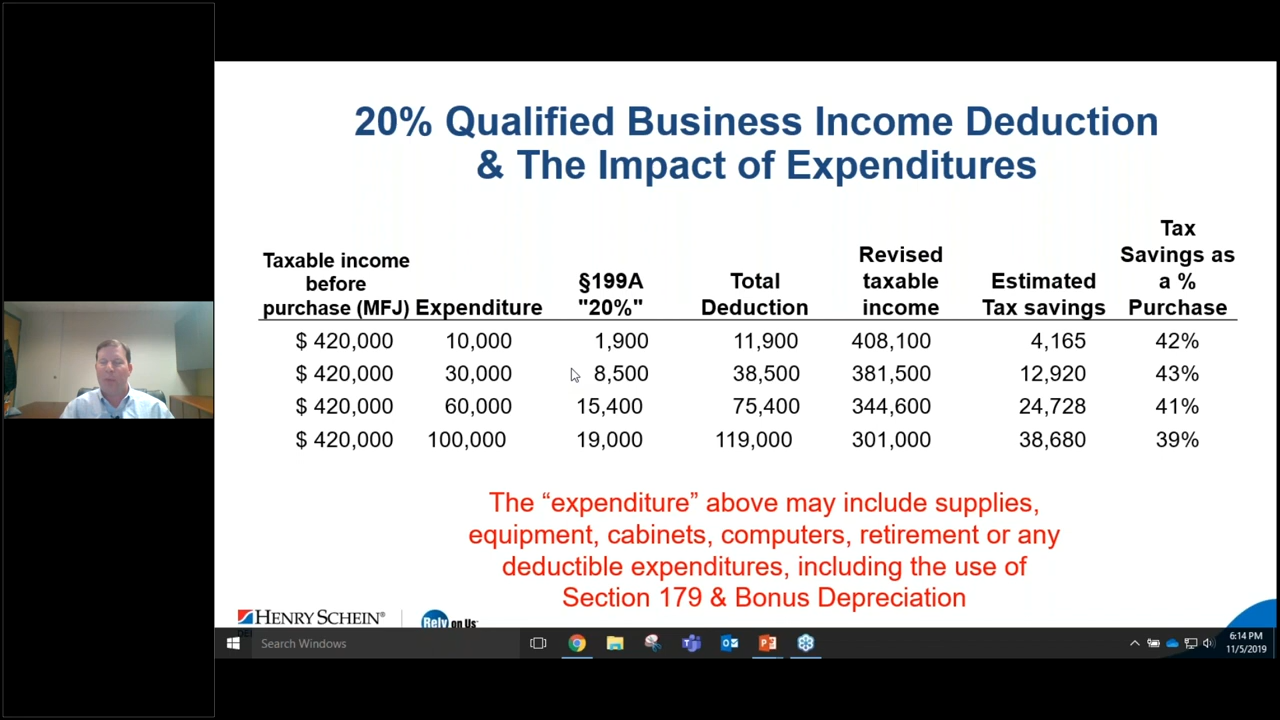 20% Qualified Business Income Deduction
& The Impact of Expenditures
Taxable income before purchase (MFJ) Expenditure §199A "20%" Total Deduction Revised taxable income Estimated Tax savings Tax Savings as a % Purchase
$ 420,000 10,000 1,900 11,900 408,100 4,165 42%
$ 420,000 30,000 8,500 38,500 381,500 12,920 43%
$ 420,000 60,000 15,400 75,400 344,600 24,728 41%
$ 420,000 100,000 19,000 119,000 301,000 38,680 39%
The “expenditure” above may include supplies,
equipment, cabinets, computers, retirement or any
deductible expenditures, including the use of
Section 179 & Bonus Depreciation
HENRY SCHEIN® Rely on Us
Search Windows
6:14 PM
11/5/2019